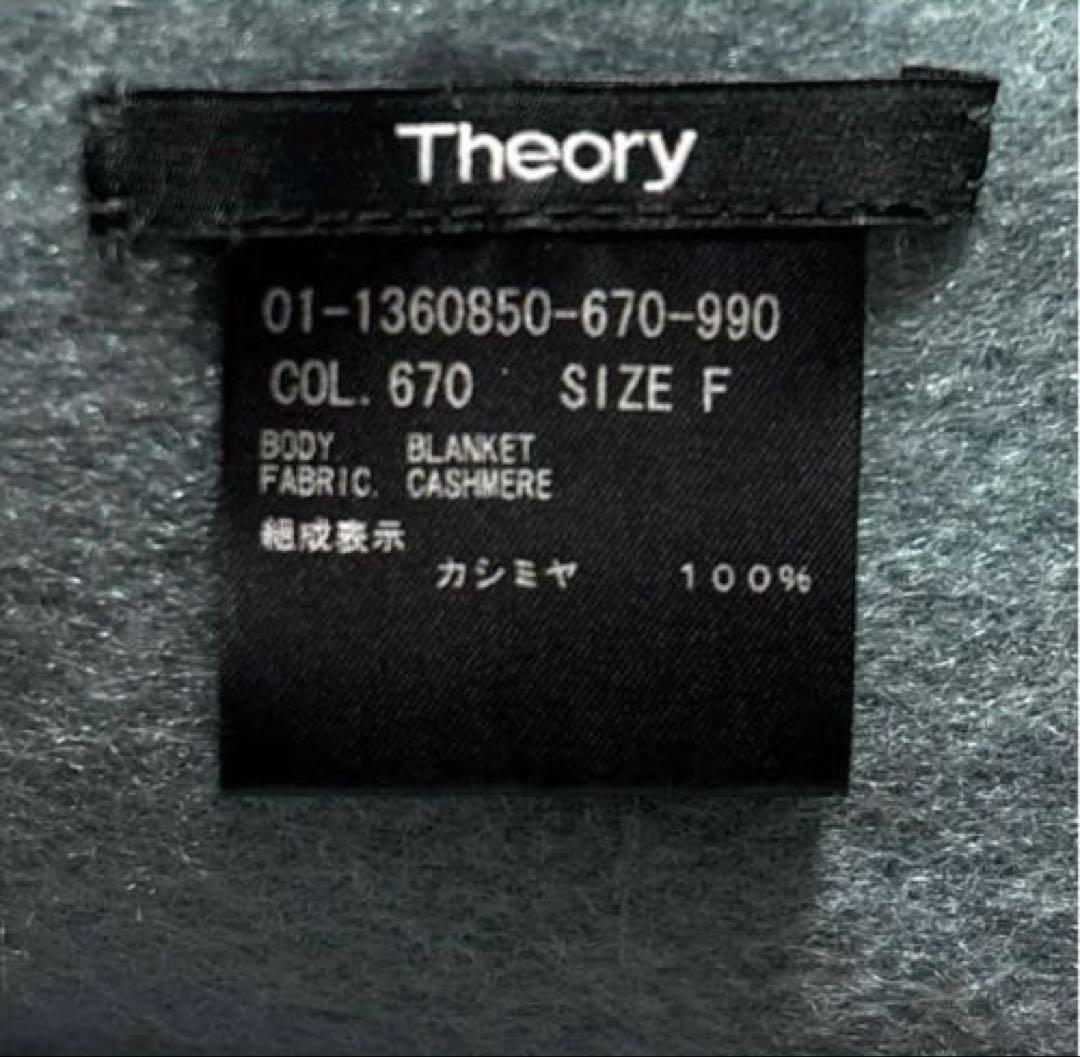 Theory
01-1360850-670-990
COL. 670 SIZE F
BODY. BLANKET
FABRIC. CASHMERE
組成表示
カシミヤ 100%